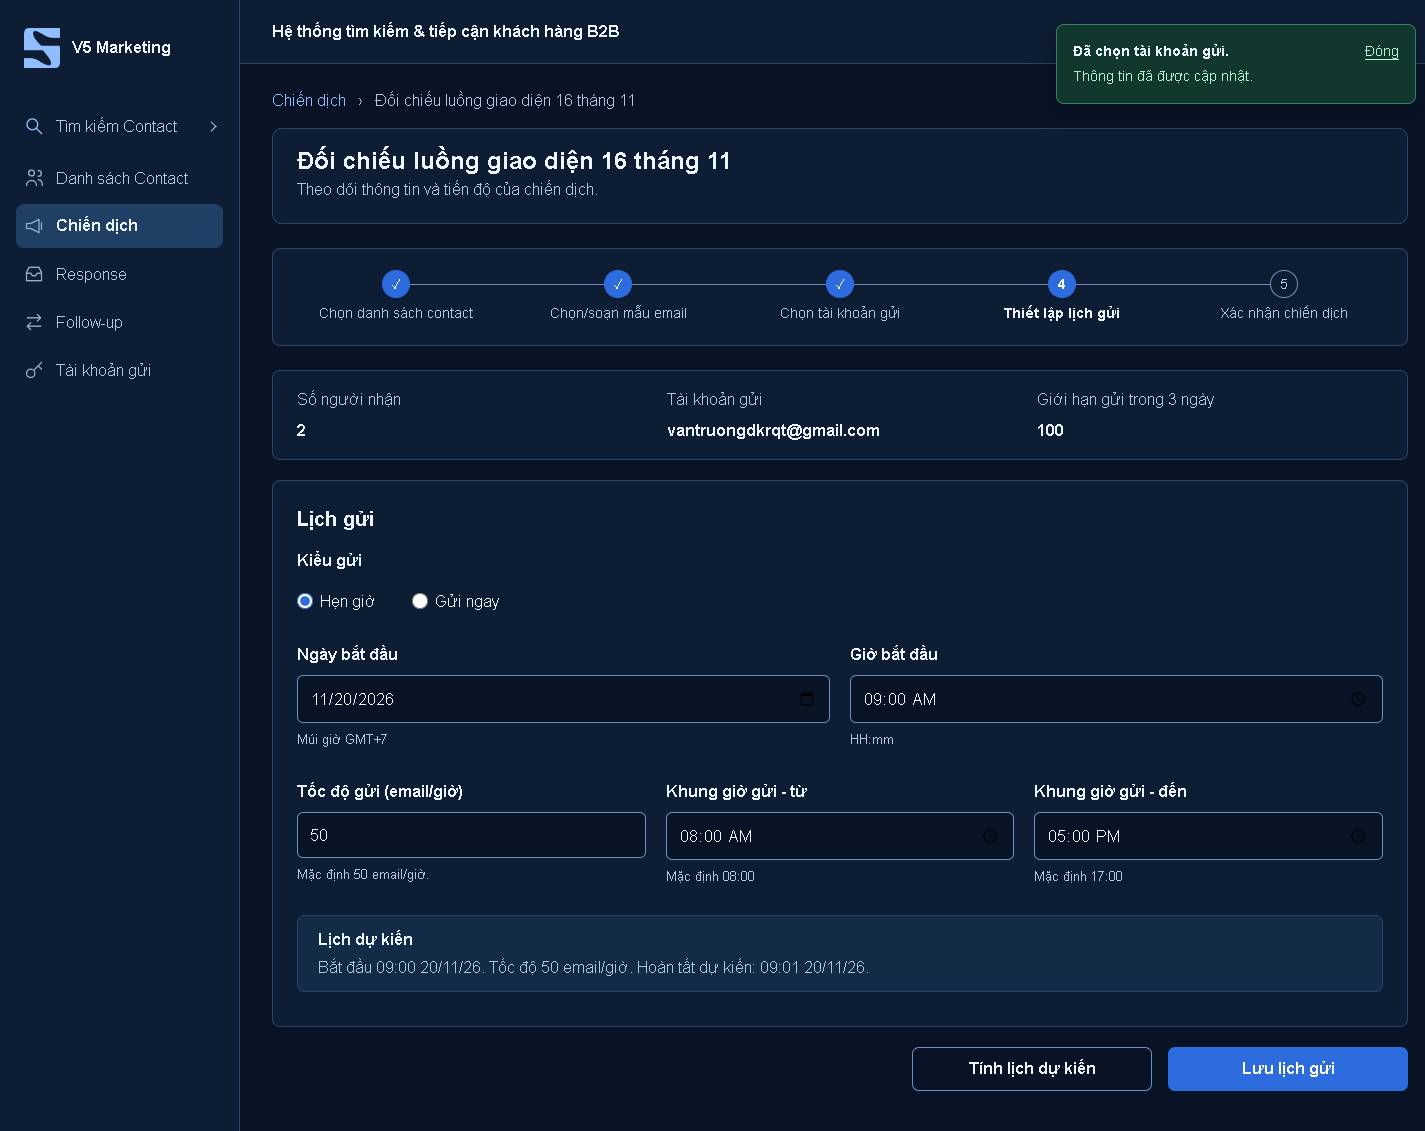 V5 Marketing
Hệ thống tìm kiếm & tiếp cận khách hàng B2B
Đã chọn tài khoản gửi.
Đóng
Thông tin đã được cập nhật.
Tìm kiếm Contact
Danh sách Contact
Chiến dịch
Response
Follow-up
Tài khoản gửi
Chiến dịch › Đối chiếu luồng giao diện 16 tháng 11
Đối chiếu luồng giao diện 16 tháng 11
Theo dõi thông tin và tiến độ của chiến dịch.
✓ ✓ ✓ 4 5
Chọn danh sách contact
Chọn/soạn mẫu email
Chọn tài khoản gửi
Thiết lập lịch gửi
Xác nhận chiến dịch
Số người nhận
2
Tài khoản gửi
vantruongdkrqt@gmail.com
Giới hạn gửi trong 3 ngày
100
Lịch gửi
Kiểu gửi
Hẹn giờ
Gửi ngay
Ngày bắt đầu
11/20/2026
Múi giờ GMT+7
Giờ bắt đầu
09:00 AM
HH:mm
Tốc độ gửi (email/giờ)
50
Mặc định 50 email/giờ.
Khung giờ gửi - từ
08:00 AM
Mặc định 08:00
Khung giờ gửi - đến
05:00 PM
Mặc định 17:00
Lịch dự kiến
Bắt đầu 09:00 20/11/26. Tốc độ 50 email/giờ. Hoàn tất dự kiến: 09:01 20/11/26.
Tính lịch dự kiến
Lưu lịch gửi